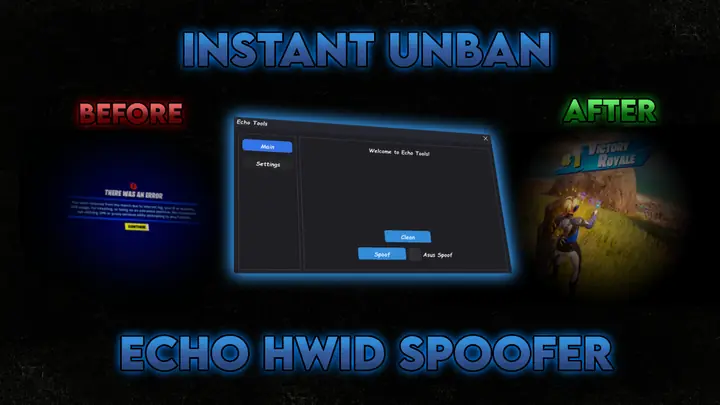 INSTANT UNBAN
BEFORE
AFTER
Echo Tools
X
Main
Settings
Welcome to Echo Tools!
Clean
Spoof
Asus Spoof
THERE WAS AN ERROR
#1 VICTORY
ROYALE
ECHO HWID SPOOFER